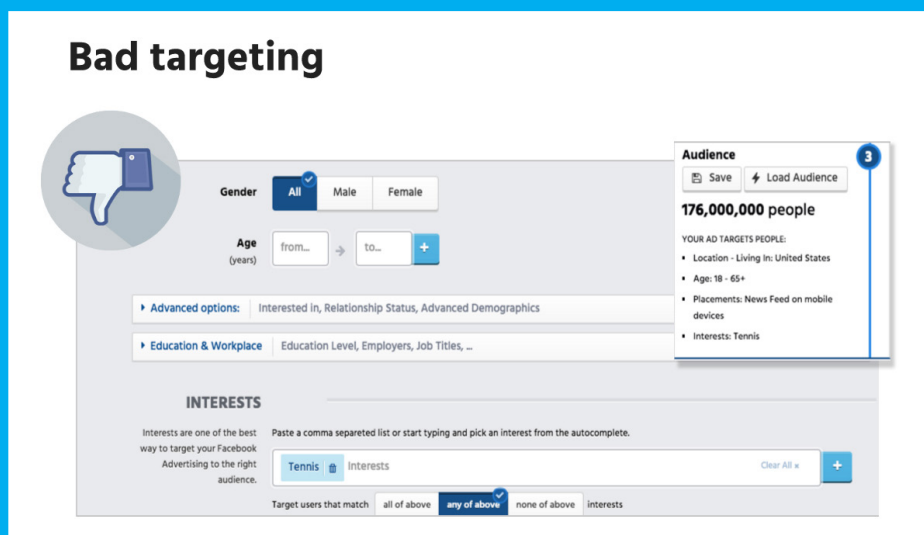 Bad targeting
Audience
3
Save
Load Audience
176,000,000 people
YOUR AD TARGETS PEOPLE:
Location - Living In: United States
Age: 18 - 65+
Placements: News Feed on mobile
devices
Interests: Tennis
Gender
All
Male
Female
Age
(years)
from...
to...
+
Advanced options:
Interested in, Relationship Status, Advanced Demographics
Education & Workplace
Education Level, Employers, Job Titles, ...
INTERESTS
Interests are one of the best
way to target your Facebook
Advertising to the right
audience.
Paste a comma separeted list or start typing and pick an interest from the autocomplete.
Tennis
Interests
Clear All x
+
Target users that match
all of above
any of above
none of above
interests